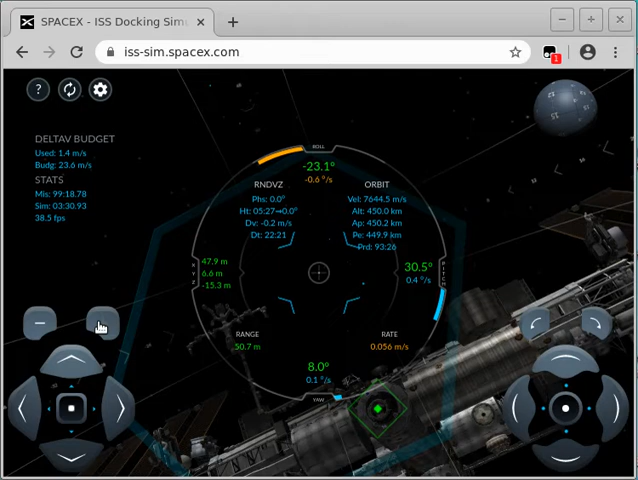 SPACEX - ISS Docking Sim
iss-sim.spacex.com
1
?
DELTAV BUDGET
Used: 1.4 m/s
Budg: 23.6 m/s
STATS
Mis: 99:18.78
Sim: 03:30.93
38.5 fps
ROLL
-23.1°
-0.6 °/s
RNDVZ
Phs: 0.0°
Ht: 05:27→0.0°
Dv: -0.2 m/s
Dt: 22:21
ORBIT
Vel: 7644.5 m/s
Alt: 450.0 km
Ap: 450.2 km
Pe: 449.9 km
Prd: 93:26
X Y Z
47.9 m
6.6 m
-15.3 m
30.5°
0.4 °/s
PITCH
RANGE
50.7 m
RATE
0.056 m/s
8.0°
0.1 °/s
YAW